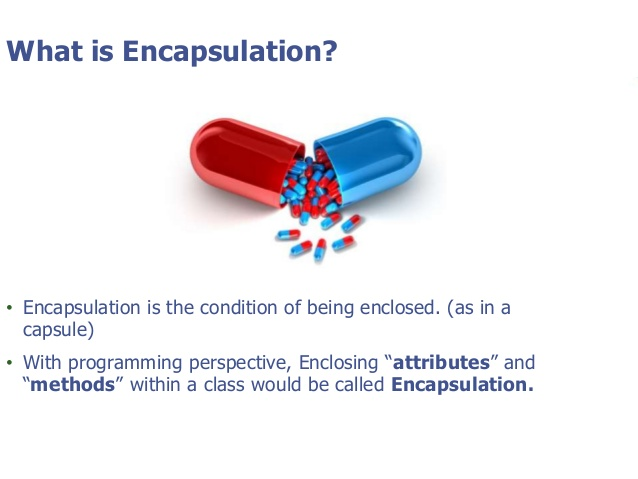 What is Encapsulation?
• Encapsulation is the condition of being enclosed. (as in a
capsule)
• With programming perspective, Enclosing “attributes” and
“methods” within a class would be called Encapsulation.